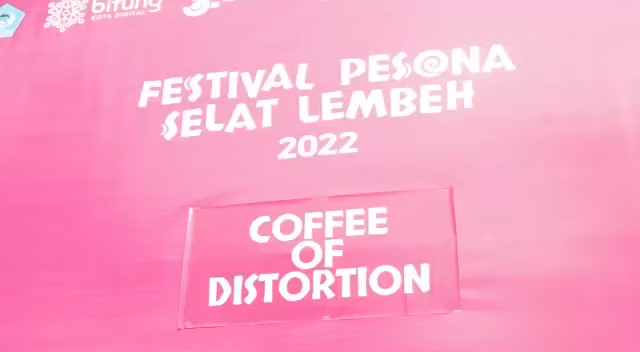 bitung
KOTA DIGITAL
FESTIVAL PESONA
SELAT LEMBEH
2022
COFFEE
OF
DISTORTION